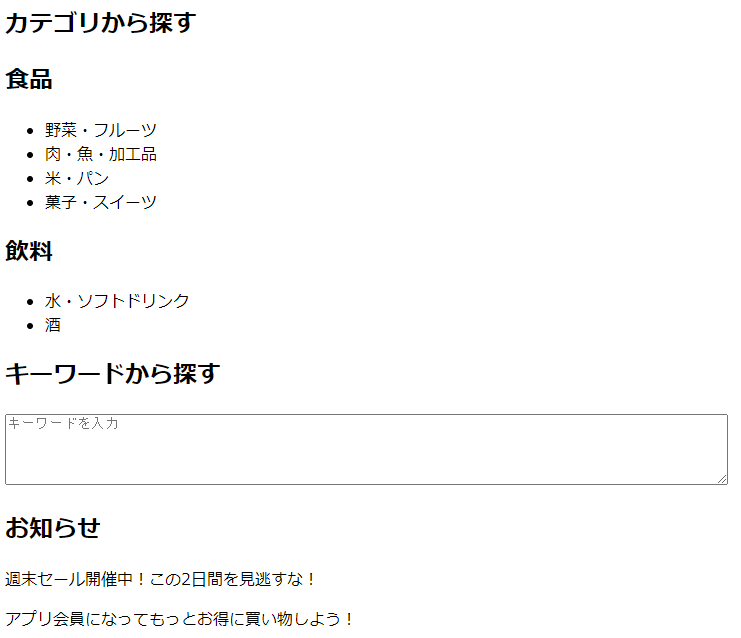 カテゴリから探す
食品
野菜・フルーツ
肉・魚・加工品
米・パン
菓子・スイーツ
飲料
水・ソフトドリンク
酒
キーワードから探す
キーワードを入力
お知らせ
週末セール開催中！この2日間を見逃すな！
アプリ会員になってもっとお得に買い物しよう！